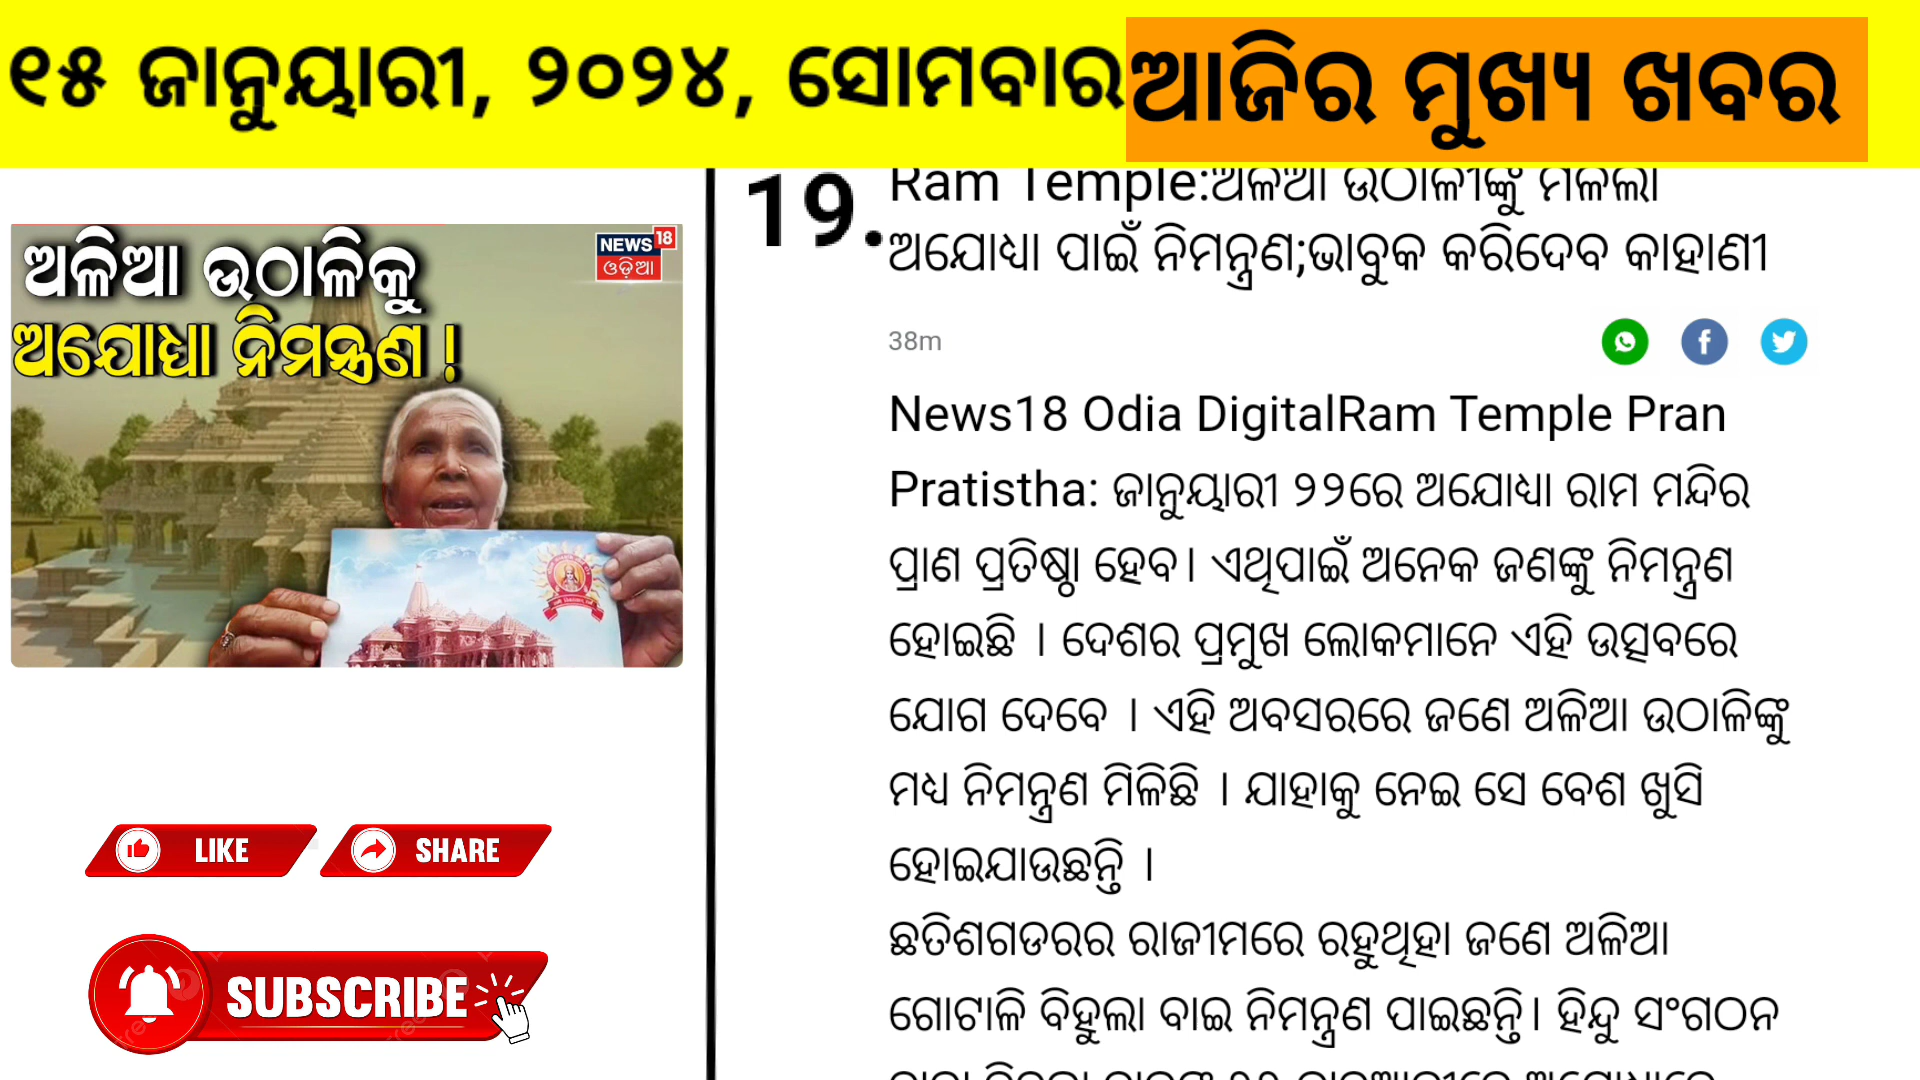 ୧୫ ଜାନୁୟାରୀ, ୨୦୨୪, ସୋମବାର
ଆଜିର ମୁଖ୍ୟ ଖବର
ଅଳିଆ ଉଠାଳିକୁ
ଅଯୋଧ୍ୟା ନିମନ୍ତ୍ରଣ !
NEWS 18
ଓଡ଼ିଆ
19.
Ram Temple:ଅଳିଆ ଉଠାଳୀଙ୍କୁ ମିଳିଲା
ଅଯୋଧ୍ୟା ପାଇଁ ନିମନ୍ତ୍ରଣ;ଭାବୁକ କରିଦେବ କାହାଣୀ
38m
News18 Odia DigitalRam Temple Pran
Pratistha: ଜାନୁୟାରୀ ୨୨ରେ ଅଯୋଧ୍ୟା ରାମ ମନ୍ଦିର
ପ୍ରାଣ ପ୍ରତିଷ୍ଠା ହେବ। ଏଥିପାଇଁ ଅନେକ ଜଣଙ୍କୁ ନିମନ୍ତ୍ରଣ
ହୋଇଛି । ଦେଶର ପ୍ରମୁଖ ଲୋକମାନେ ଏହି ଉତ୍ସବରେ
ଯୋଗ ଦେବେ । ଏହି ଅବସରରେ ଜଣେ ଅଳିଆ ଉଠାଳିଙ୍କୁ
ମଧ୍ୟ ନିମନ୍ତ୍ରଣ ମିଳିଛି । ଯାହାକୁ ନେଇ ସେ ବେଶ ଖୁସି
ହୋଇଯାଉଛନ୍ତି ।
ଛତିଶଗଡରର ରାଜୀମରେ ରହୁଥିହା ଜଣେ ଅଳିଆ
ଗୋଟାଳି ବିହୁଲା ବାଇ ନିମନ୍ତ୍ରଣ ପାଇଛନ୍ତି। ହିନ୍ଦୁ ସଂଗଠନ
LIKE
SHARE
SUBSCRIBE